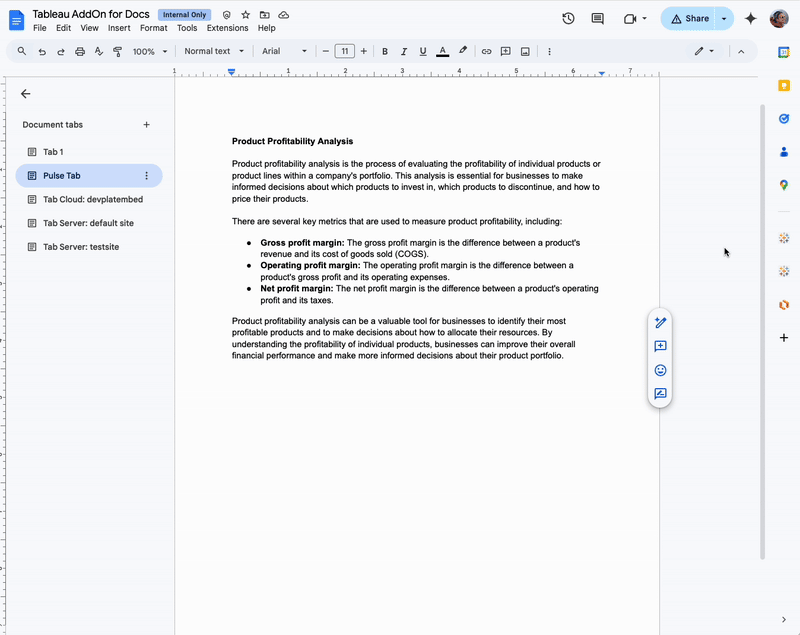 Tableau AddOn for Docs
Internal Only
File Edit View Insert Format Tools Extensions Help
Share
100% Normal text Arial 11 B I U A
1 1 2 3 4 5 6 7
Document tabs
Tab 1
Pulse Tab
Tab Cloud: devplatembed
Tab Server: default site
Tab Server: testsite
Product Profitability Analysis
Product profitability analysis is the process of evaluating the profitability of individual products or
product lines within a company's portfolio. This analysis is essential for businesses to make
informed decisions about which products to invest in, which products to discontinue, and how to
price their products.
There are several key metrics that are used to measure product profitability, including:
● Gross profit margin: The gross profit margin is the difference between a product's
revenue and its cost of goods sold (COGS).
● Operating profit margin: The operating profit margin is the difference between a
product's gross profit and its operating expenses.
● Net profit margin: The net profit margin is the difference between a product's operating
profit and its taxes.
Product profitability analysis can be a valuable tool for businesses to identify their most
profitable products and to make decisions about how to allocate their resources. By
understanding the profitability of individual products, businesses can improve their overall
financial performance and make more informed decisions about their product portfolio.